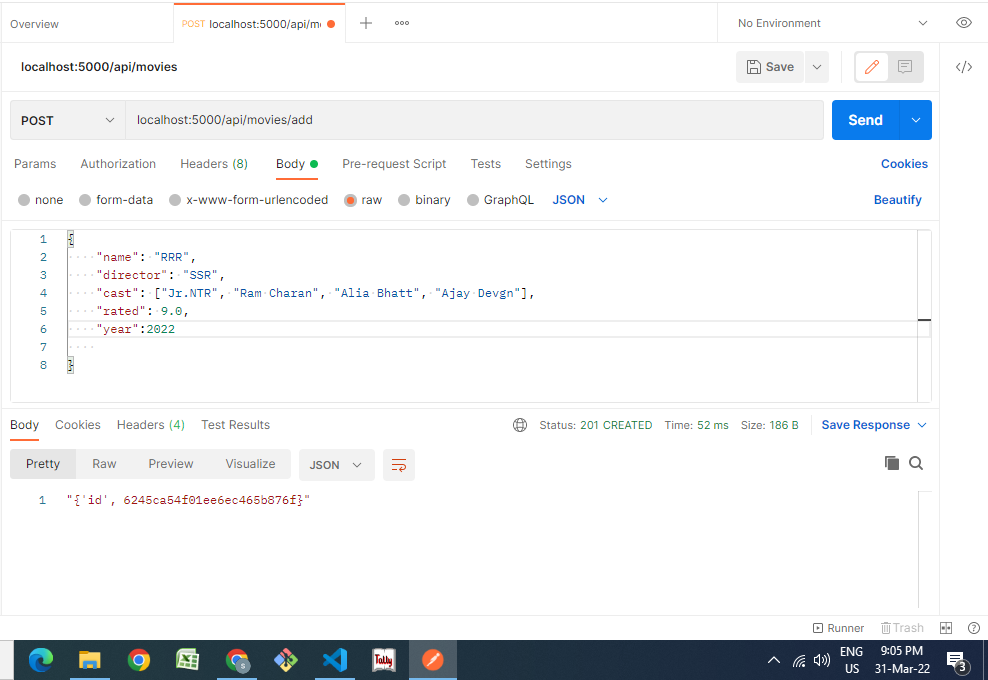 Overview
POST localhost:5000/api/m
No Environment
localhost:5000/api/movies
Save
POST localhost:5000/api/movies/add Send
Params Authorization Headers (8) Body Pre-request Script Tests Settings Cookies
none form-data x-www-form-urlencoded raw binary GraphQL JSON Beautify
1 {
2 "name": "RRR",
3 "director": "SSR",
4 "cast": ["Jr.NTR", "Ram Charan", "Alia Bhatt", "Ajay Devgn"],
5 "rated": 9.0,
6 "year":2022
7
8 }
Body Cookies Headers (4) Test Results Status: 201 CREATED Time: 52 ms Size: 186 B Save Response
Pretty Raw Preview Visualize JSON
1 "{'id', 6245ca54f01ee6ec465b876f}"
Runner Trash
Tally
ENG
US
9:05 PM
31-Mar-22
3